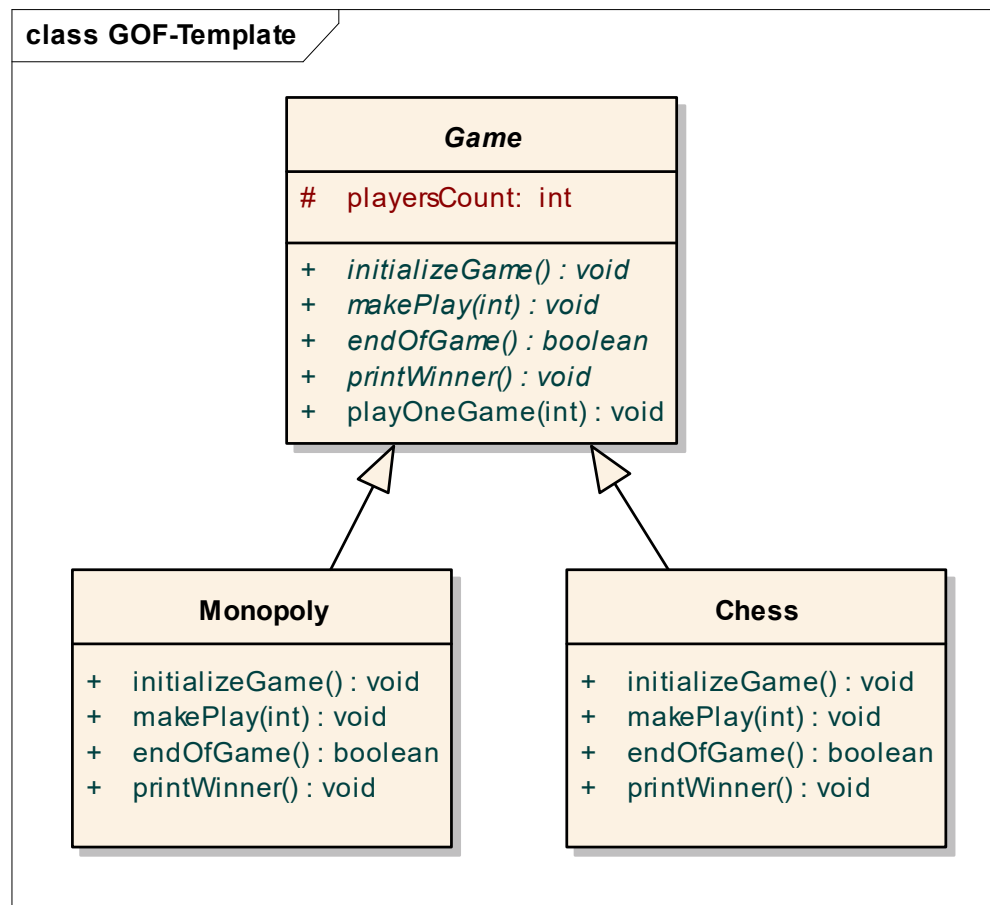 class GOF-Template
Game
# playersCount: int
+ initializeGame() : void
+ makePlay(int) : void
+ endOfGame() : boolean
+ printWinner() : void
+ playOneGame(int) : void
Monopoly
+ initializeGame() : void
+ makePlay(int) : void
+ endOfGame() : boolean
+ printWinner() : void
Chess
+ initializeGame() : void
+ makePlay(int) : void
+ endOfGame() : boolean
+ printWinner() : void